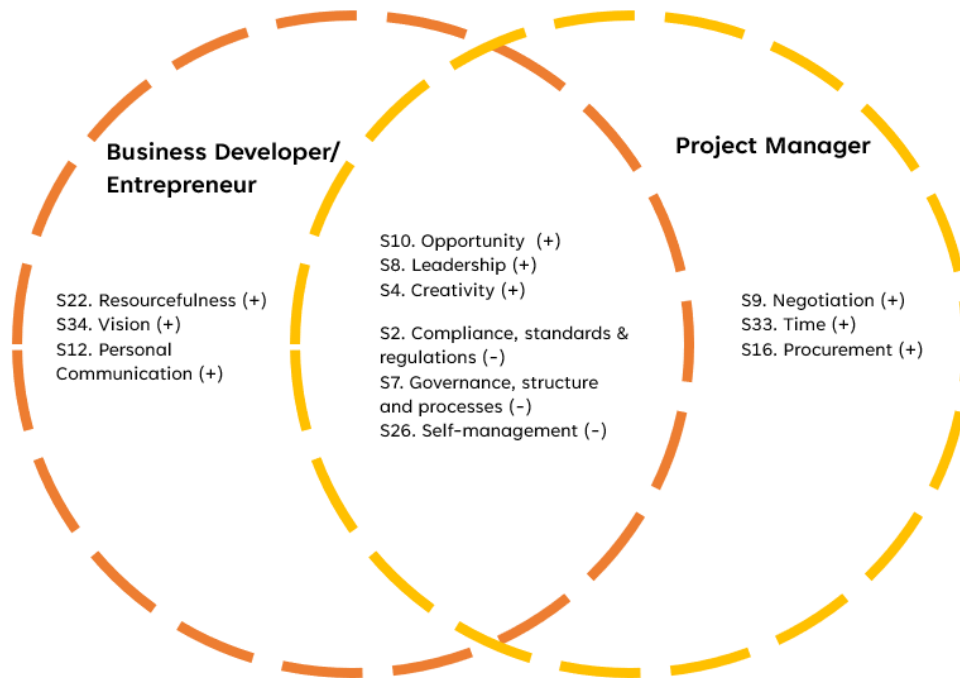 Business Developer/
Entrepreneur
Project Manager
S22. Resourcefulness (+)
S34. Vision (+)
S12. Personal
Communication (+)
S10. Opportunity (+)
S8. Leadership (+)
S4. Creativity (+)
S2. Compliance, standards &
regulations (-)
S7. Governance, structure
and processes (-)
S26. Self-management (-)
S9. Negotiation (+)
S33. Time (+)
S16. Procurement (+)